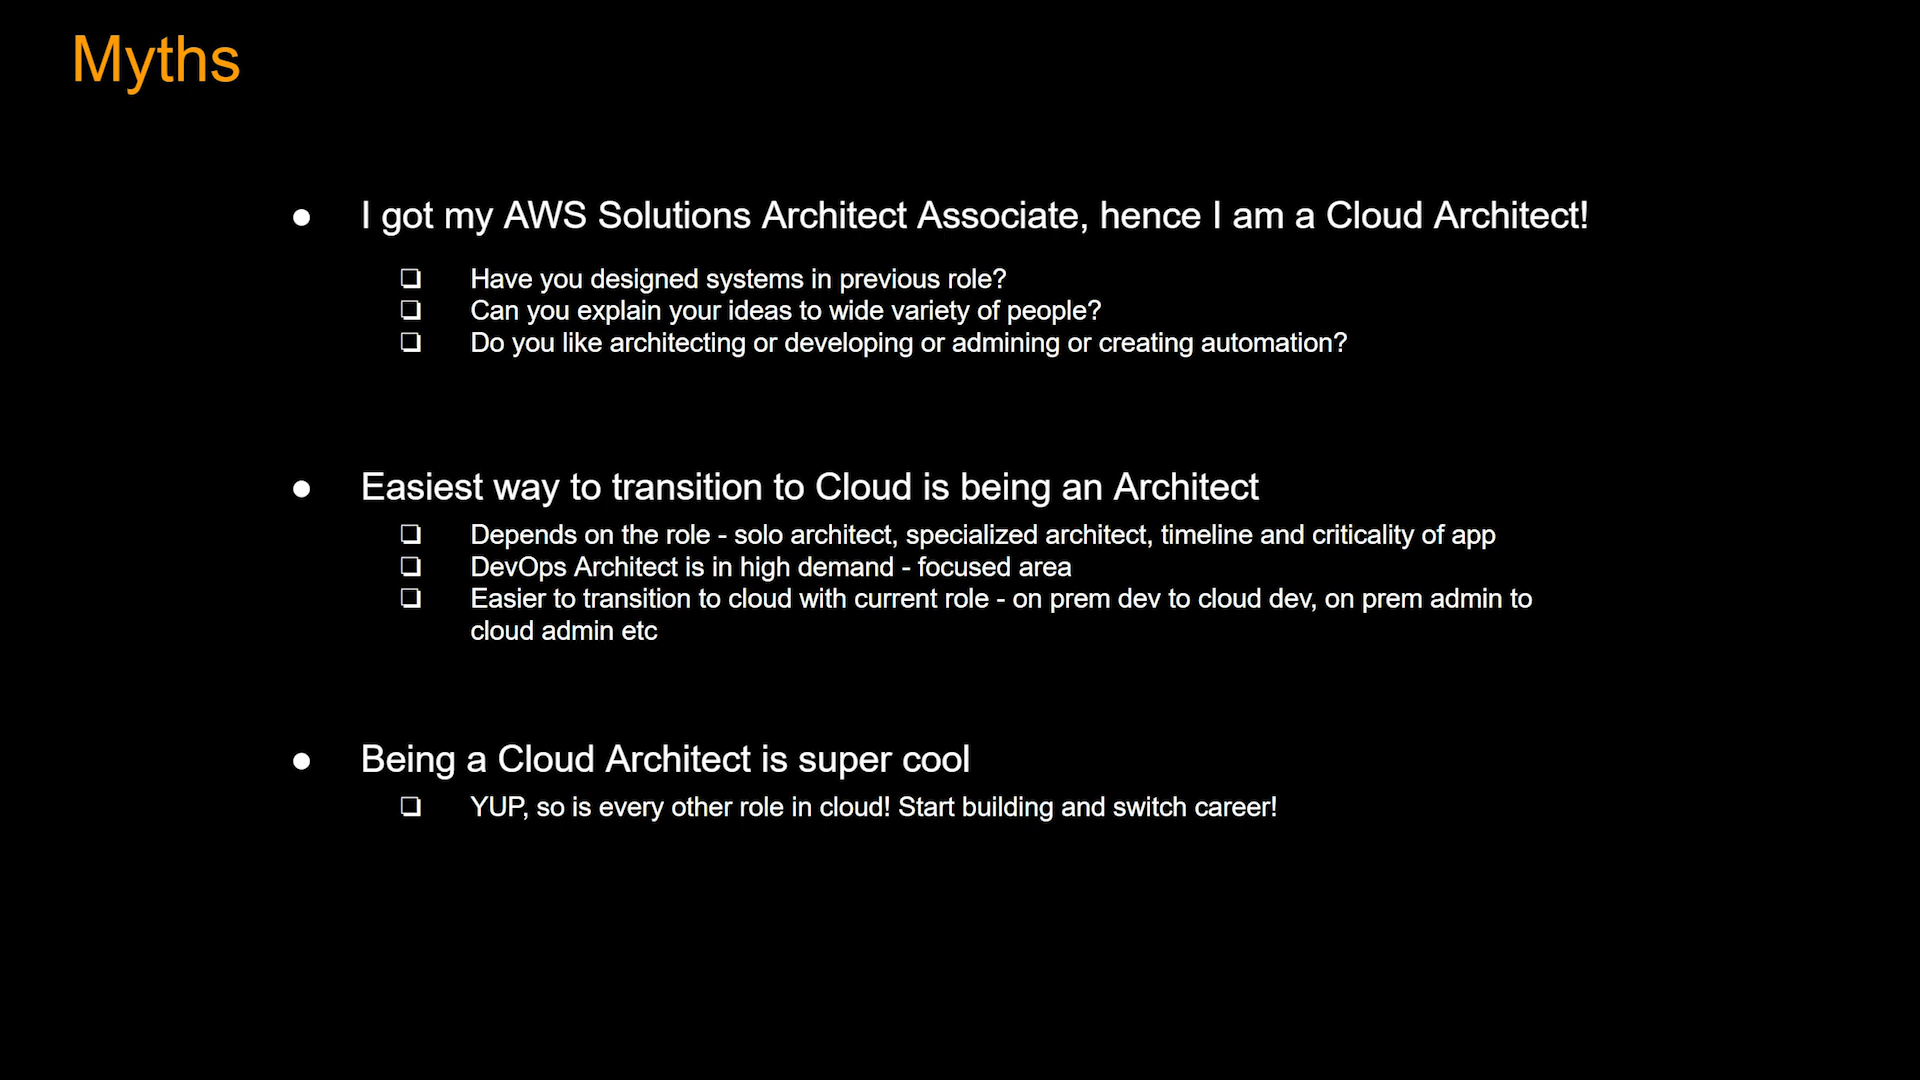 Myths
● I got my AWS Solutions Architect Associate, hence I am a Cloud Architect!
❏ Have you designed systems in previous role?
❏ Can you explain your ideas to wide variety of people?
❏ Do you like architecting or developing or admining or creating automation?
● Easiest way to transition to Cloud is being an Architect
❏ Depends on the role - solo architect, specialized architect, timeline and criticality of app
❏ DevOps Architect is in high demand - focused area
❏ Easier to transition to cloud with current role - on prem dev to cloud dev, on prem admin to
cloud admin etc
● Being a Cloud Architect is super cool
❏ YUP, so is every other role in cloud! Start building and switch career!